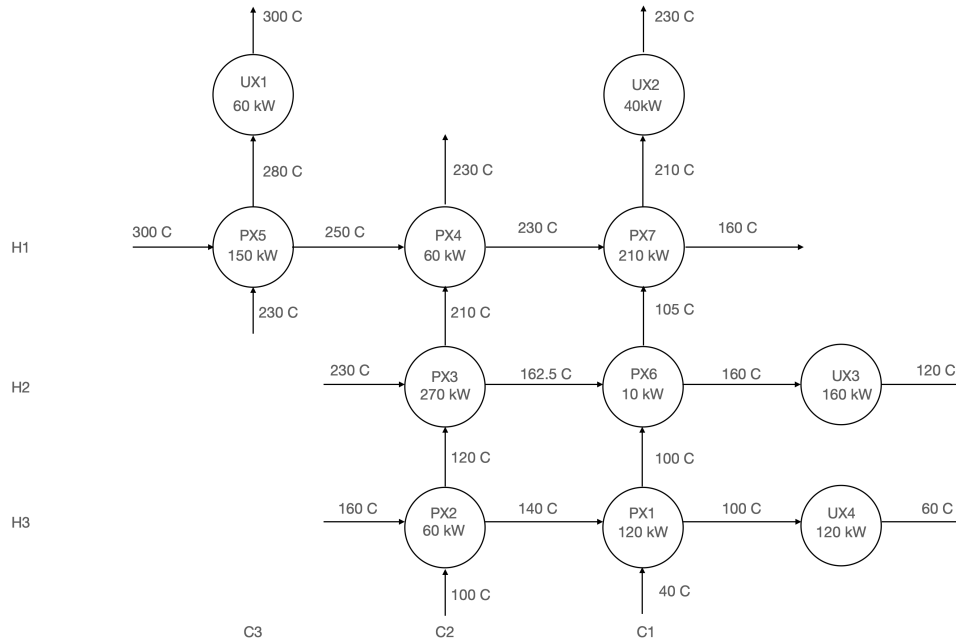 300 C
230 C
UX1
60 kW
UX2
40kW
280 C
230 C
210 C
H1
300 C
PX5
150 kW
250 C
PX4
60 kW
230 C
PX7
210 kW
160 C
230 C
210 C
105 C
H2
230 C
PX3
270 kW
162.5 C
PX6
10 kW
160 C
UX3
160 kW
120 C
120 C
100 C
H3
160 C
PX2
60 kW
140 C
PX1
120 kW
100 C
UX4
120 kW
60 C
100 C
40 C
C3
C2
C1